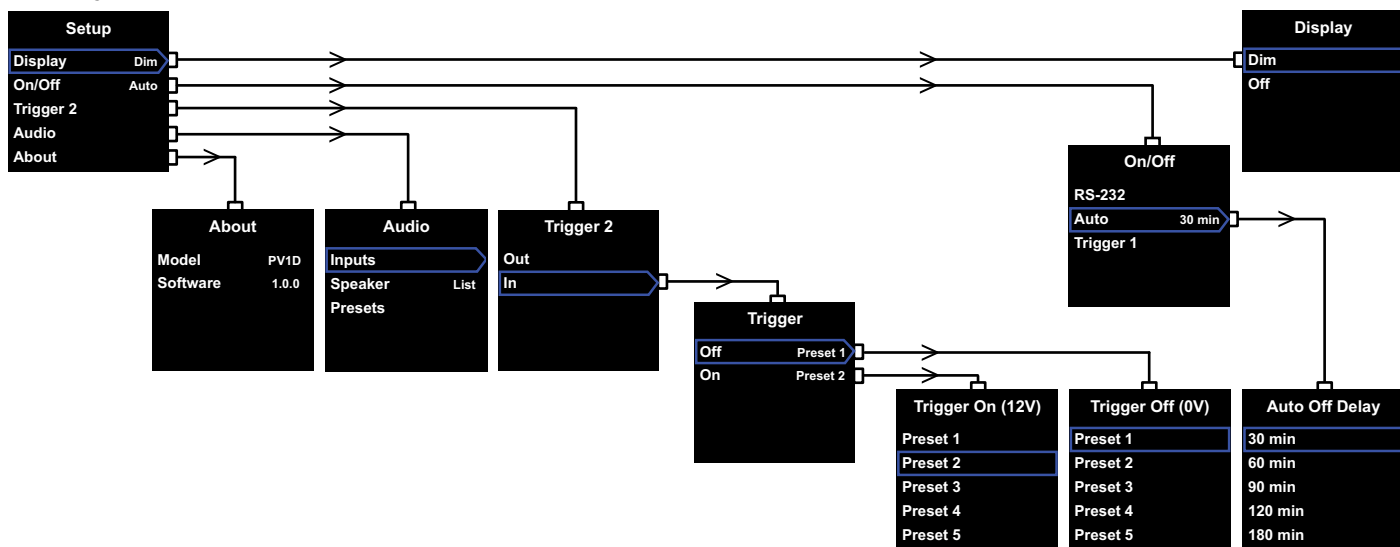 Setup
Display Dim
On/Off Auto
Trigger 2
Audio
About
Display
Dim
Off
On/Off
RS-232
Auto 30 min
Trigger 1
About
Model PV1D
Software 1.0.0
Audio
Inputs
Speaker List
Presets
Trigger 2
Out
In
Trigger
Off Preset 1
On Preset 2
Trigger On (12V)
Preset 1
Preset 2
Preset 3
Preset 4
Preset 5
Trigger Off (0V)
Preset 1
Preset 2
Preset 3
Preset 4
Preset 5
Auto Off Delay
30 min
60 min
90 min
120 min
180 min